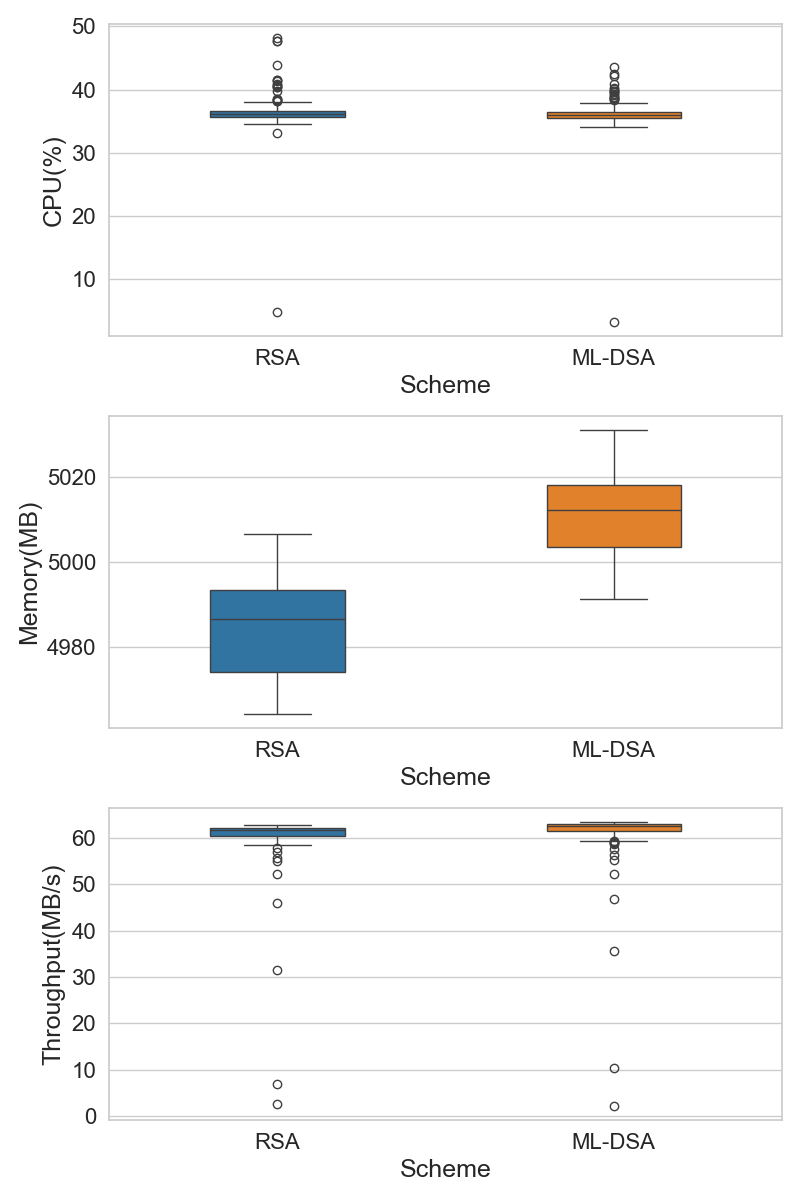 50
40
30
20
10
CPU(%)
RSA ML-DSA
Scheme
5020
5000
4980
Memory(MB)
RSA ML-DSA
Scheme
60
50
40
30
20
10
0
Throughput(MB/s)
RSA ML-DSA
Scheme